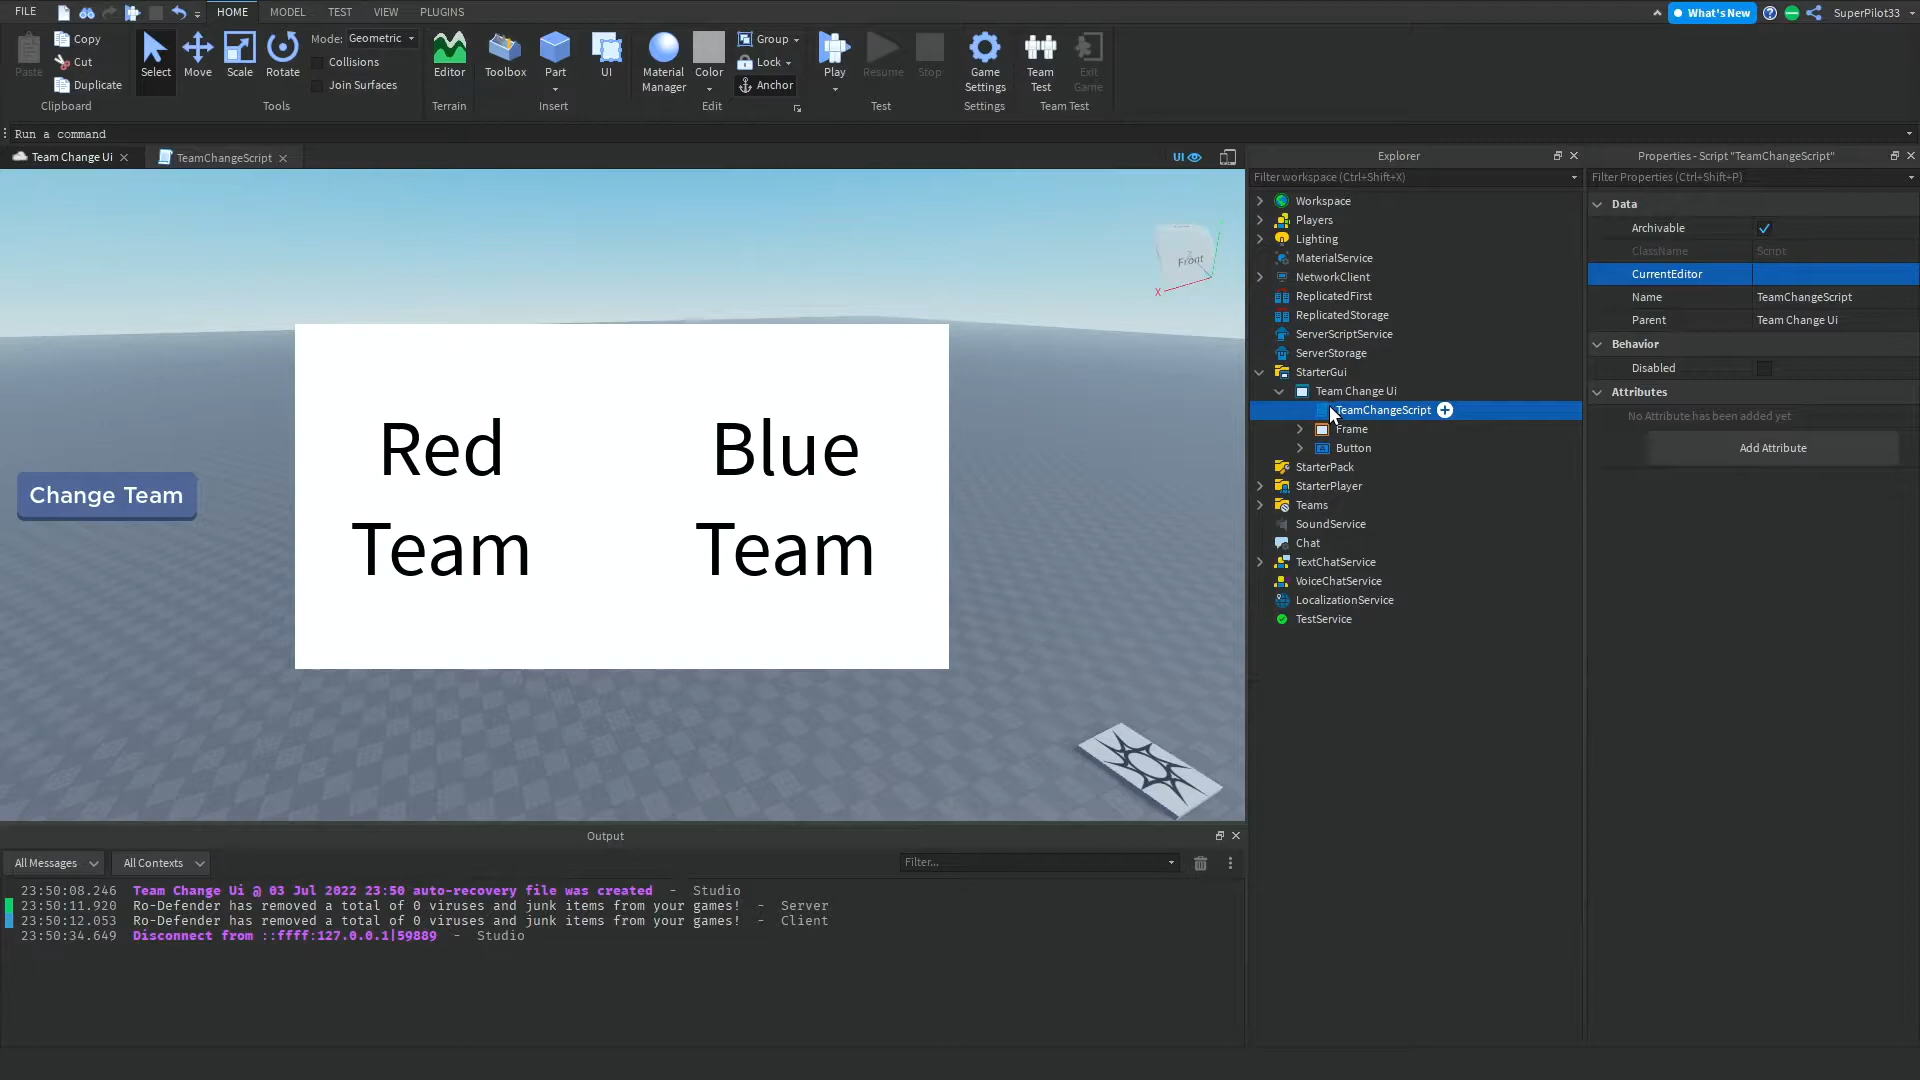 FILE HOME MODEL TEST VIEW PLUGINS What's New SuperPilot33
Paste Copy Cut Duplicate Clipboard
Select Move Scale Rotate Mode: Geometric Collisions Join Surfaces Tools
Editor Terrain
Toolbox Part UI Insert
Material Manager Color Group Lock Anchor Edit
Play Resume Stop Test
Game Settings Settings
Team Test Exit Game Team Test
Run a command
Team Change Ui TeamChangeScript UI
Front
X
Change Team
Red Blue
Team Team
Explorer
Filter workspace (Ctrl+Shift+X)
Workspace
Players
Lighting
MaterialService
NetworkClient
ReplicatedFirst
ReplicatedStorage
ServerScriptService
ServerStorage
StarterGui
Team Change Ui
TeamChangeScript
Frame
Button
StarterPack
StarterPlayer
Teams
SoundService
Chat
TextChatService
VoiceChatService
LocalizationService
TestService
Properties - Script "TeamChangeScript"
Filter Properties (Ctrl+Shift+P)
Data
Archivable
ClassName Script
CurrentEditor
Name TeamChangeScript
Parent Team Change Ui
Behavior
Disabled
Attributes
No Attribute has been added yet
Add Attribute
Output
All Messages All Contexts Filter...
23:50:08.246 Team Change Ui @ 03 Jul 2022 23:50 auto-recovery file was created - Studio
23:50:11.920 Ro-Defender has removed a total of 0 viruses and junk items from your games! - Server
23:50:12.053 Ro-Defender has removed a total of 0 viruses and junk items from your games! - Client
23:50:34.649 Disconnect from ::ffff:127.0.0.1|59889 - Studio